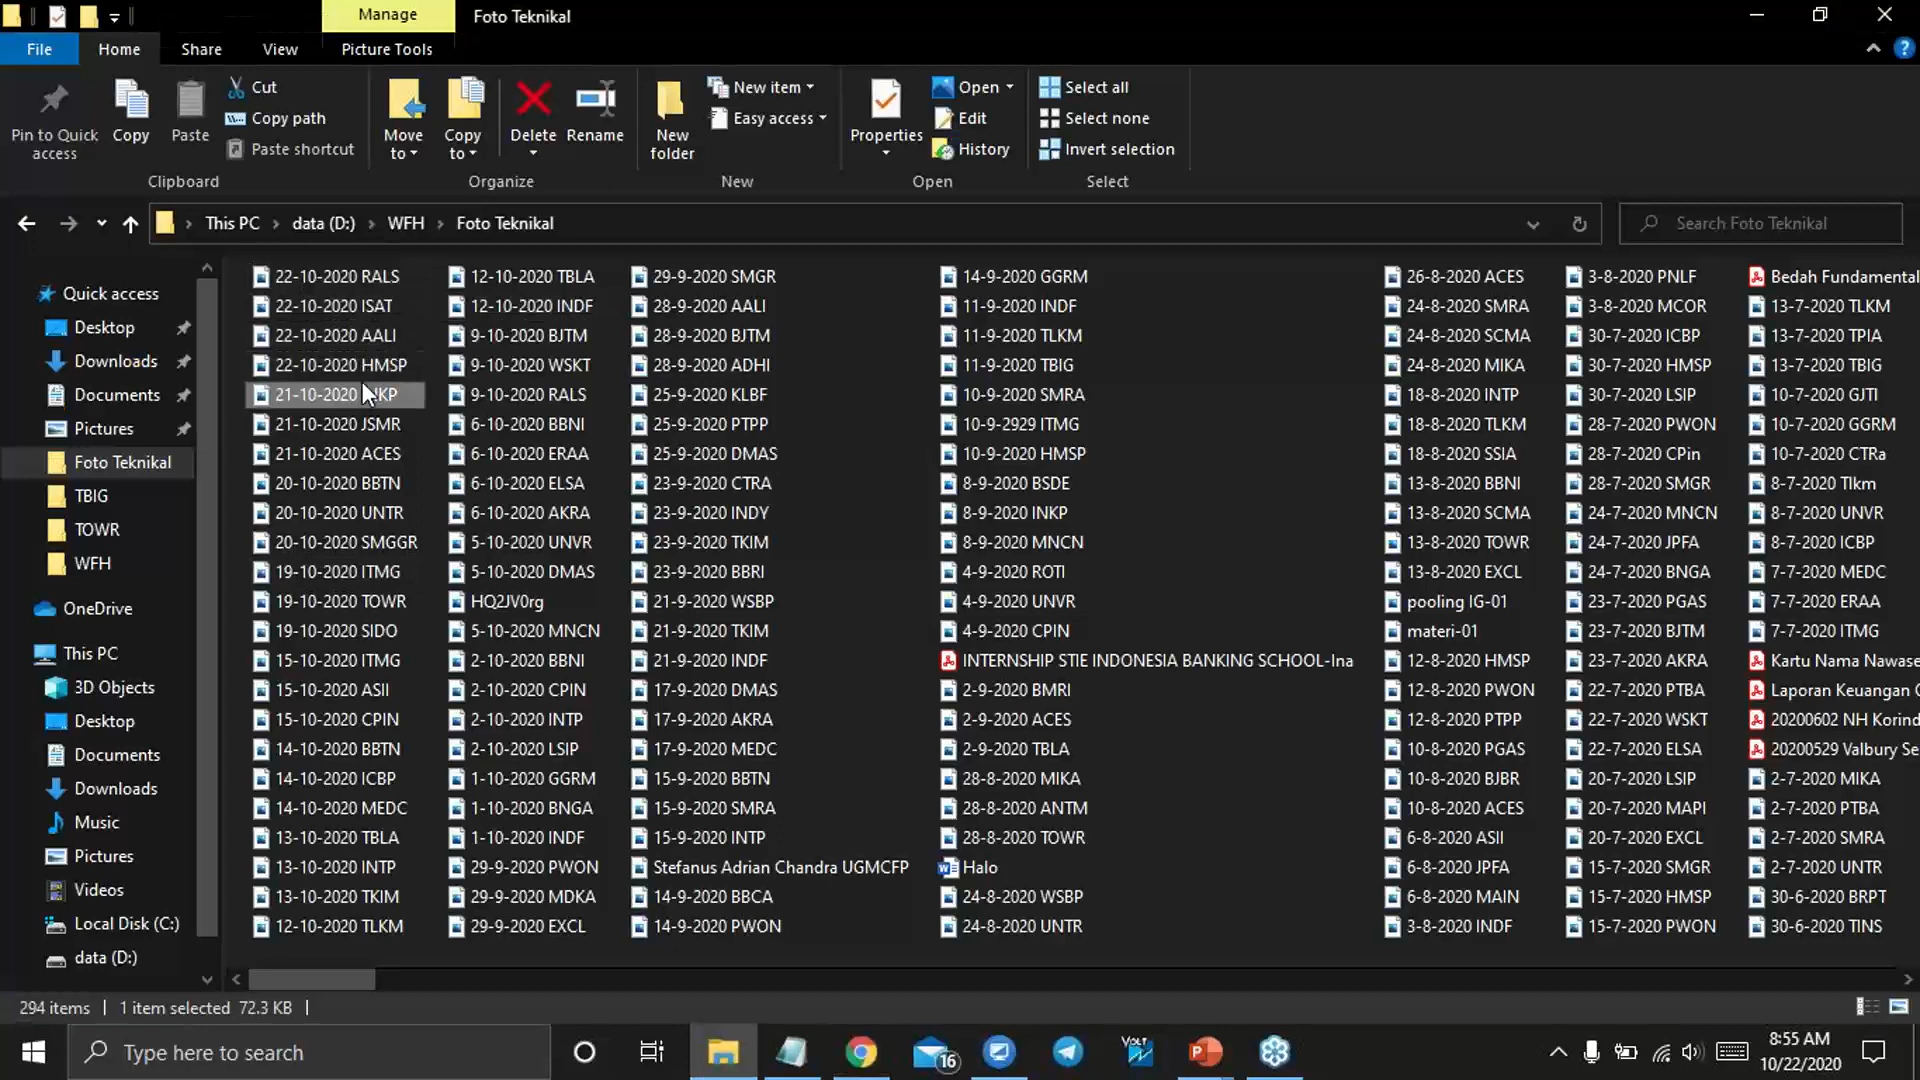 Manage
Foto Teknikal
File
Home
Share
View
Picture Tools
Pin to Quick access
Copy
Paste
Cut
Copy path
Paste shortcut
Move to
Copy to
Delete
Rename
New folder
New item
Easy access
Properties
Open
Edit
History
Select all
Select none
Invert selection
Clipboard
Organize
New
Open
Select
This PC
data (D:)
WFH
Foto Teknikal
Search Foto Teknikal
Quick access
Desktop
Downloads
Documents
Pictures
Foto Teknikal
TBIG
TOWR
WFH
OneDrive
This PC
3D Objects
Desktop
Documents
Downloads
Music
Pictures
Videos
Local Disk (C:)
data (D:)
22-10-2020 RALS
22-10-2020 ISAT
22-10-2020 AALI
22-10-2020 HMSP
21-10-2020
21-10-2020 JSMR
21-10-2020 ACES
20-10-2020 BBTN
20-10-2020 UNTR
20-10-2020 SMGGR
19-10-2020 ITMG
19-10-2020 TOWR
19-10-2020 SIDO
15-10-2020 ITMG
15-10-2020 ASII
15-10-2020 CPIN
14-10-2020 BBTN
14-10-2020 ICBP
14-10-2020 MEDC
13-10-2020 TBLA
13-10-2020 INTP
13-10-2020 TKIM
12-10-2020 TLKM
12-10-2020 TBLA
12-10-2020 INDF
9-10-2020 BJTM
9-10-2020 WSKT
9-10-2020 RALS
6-10-2020 BBNI
6-10-2020 ERAA
6-10-2020 ELSA
6-10-2020 AKRA
5-10-2020 UNVR
5-10-2020 DMAS
HQ2JV0rg
5-10-2020 MNCN
2-10-2020 BBNI
2-10-2020 CPIN
2-10-2020 INTP
2-10-2020 LSIP
1-10-2020 GGRM
1-10-2020 BNGA
1-10-2020 INDF
29-9-2020 PWON
29-9-2020 MDKA
29-9-2020 EXCL
29-9-2020 SMGR
28-9-2020 AALI
28-9-2020 BJTM
28-9-2020 ADHI
25-9-2020 KLBF
25-9-2020 PTPP
25-9-2020 DMAS
23-9-2020 CTRA
23-9-2020 INDY
23-9-2020 TKIM
23-9-2020 BBRI
21-9-2020 WSBP
21-9-2020 TKIM
21-9-2020 INDF
17-9-2020 DMAS
17-9-2020 AKRA
17-9-2020 MEDC
15-9-2020 BBTN
15-9-2020 SMRA
15-9-2020 INTP
Stefanus Adrian Chandra UGMCFP
14-9-2020 BBCA
14-9-2020 PWON
14-9-2020 GGRM
11-9-2020 INDF
11-9-2020 TLKM
11-9-2020 TBIG
10-9-2020 SMRA
10-9-2929 ITMG
10-9-2020 HMSP
8-9-2020 BSDE
8-9-2020 INKP
8-9-2020 MNCN
4-9-2020 ROTI
4-9-2020 UNVR
4-9-2020 CPIN
INTERNSHIP STIE INDONESIA BANKING SCHOOL-Ina
2-9-2020 BMRI
2-9-2020 ACES
2-9-2020 TBLA
28-8-2020 MIKA
28-8-2020 ANTM
28-8-2020 TOWR
Halo
24-8-2020 WSBP
24-8-2020 UNTR
26-8-2020 ACES
24-8-2020 SMRA
24-8-2020 SCMA
24-8-2020 MIKA
18-8-2020 INTP
18-8-2020 TLKM
18-8-2020 SSIA
13-8-2020 BBNI
13-8-2020 SCMA
13-8-2020 TOWR
13-8-2020 EXCL
pooling IG-01
materi-01
12-8-2020 HMSP
12-8-2020 PWON
12-8-2020 PTPP
10-8-2020 PGAS
10-8-2020 BJBR
10-8-2020 ACES
6-8-2020 ASII
6-8-2020 JPFA
6-8-2020 MAIN
3-8-2020 INDF
3-8-2020 PNLF
3-8-2020 MCOR
30-7-2020 ICBP
30-7-2020 HMSP
30-7-2020 LSIP
28-7-2020 PWON
28-7-2020 CPin
28-7-2020 SMGR
24-7-2020 MNCN
24-7-2020 JPFA
24-7-2020 BNGA
23-7-2020 PGAS
23-7-2020 BJTM
23-7-2020 AKRA
22-7-2020 PTBA
22-7-2020 WSKT
22-7-2020 ELSA
20-7-2020 LSIP
20-7-2020 MAPI
20-7-2020 EXCL
15-7-2020 SMGR
15-7-2020 HMSP
15-7-2020 PWON
Bedah Fundamental
13-7-2020 TLKM
13-7-2020 TPIA
13-7-2020 TBIG
10-7-2020 GJTI
10-7-2020 GGRM
10-7-2020 CTRa
8-7-2020 Tlkm
8-7-2020 UNVR
8-7-2020 ICBP
7-7-2020 MEDC
7-7-2020 ERAA
7-7-2020 ITMG
Kartu Nama Nawase
Laporan Keuangan
20200602 NH Korind
20200529 Valbury Se
2-7-2020 MIKA
2-7-2020 PTBA
2-7-2020 SMRA
2-7-2020 UNTR
30-6-2020 BRPT
30-6-2020 TINS
294 items
1 item selected 72.3 KB
Type here to search
16
VOLT
8:55 AM
10/22/2020